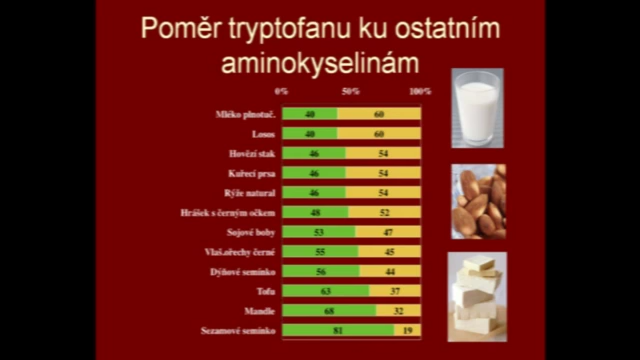 Poměr tryptofanu ku ostatním
aminokyselinám
0% 50% 100%
Mléko plnotuč. 40 60
Losos 40 60
Hovězí stak 46 54
Kuřecí prsa 46 54
Rýže natural 46 54
Hrášek s černým očkem 48 52
Sojové boby 53 47
Vlaš.ořechy černé 55 45
Dýňové semínko 56 44
Tofu 63 37
Mandle 68 32
Sezamové semínko 81 19